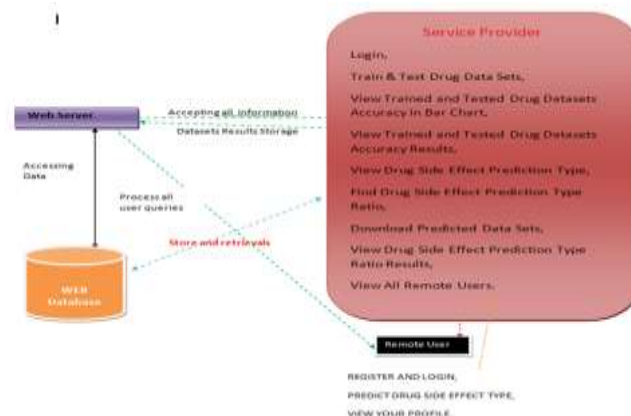 Service Provider
Login,
Train & Test Drug Data Sets,
View Trained and Tested Drug Datasets
Accuracy in Bar Chart,
View Trained and Tested Drug Datasets
Accuracy Results,
View Drug Side Effect Prediction Type,
Find Drug Side Effect Prediction Type
Ratio,
Download Predicted Data Sets,
View Drug Side Effect Prediction Type
Ratio Results,
View All Remote Users.
Web Server
Accepting all Information
Datasets Results Storage
Accessing
Data
Process all
user queries
Store and retrievals
WEB
Database
Remote User
REGISTER AND LOGIN,
PREDICT DRUG SIDE EFFECT TYPE,
VIEW YOUR PROFILE.